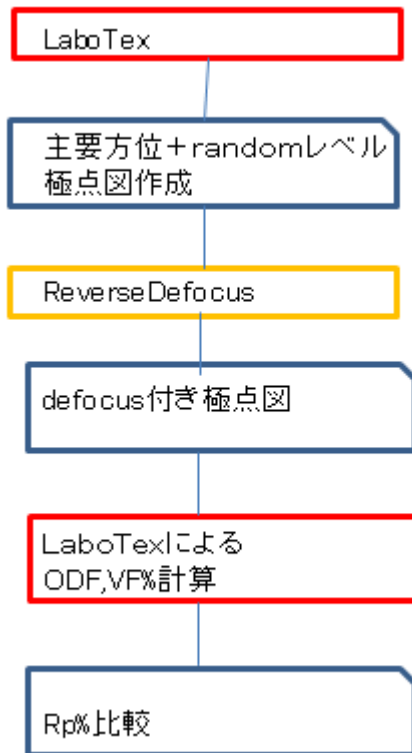 LaboTex
主要方位＋randomレベル
極点図作成
ReverseDefocus
defocus付き極点図
LaboTexによる
ODF,VF%計算
Rp%比較